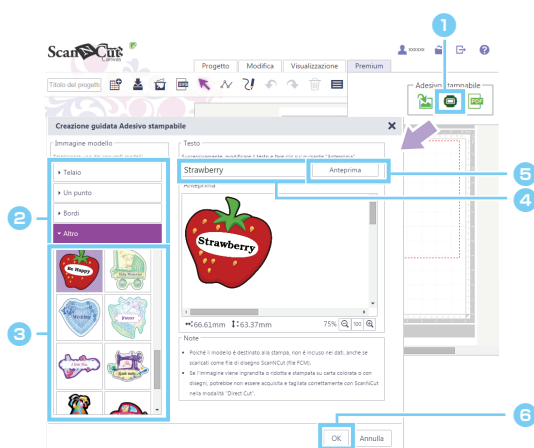 1
ScanNCut
Canvas
xxxxx
Progetto Modifica Visualizzazione Premium
Titolo del progetto
Adesivo stampabile
PDF
Creazione guidata Adesivo stampabile
Immagine modello
Testo
Strawberry
Anteprima
5
4
Telaio
Un punto
Bordi
Altro
2
Anteprima
Strawberry
Be Happy
Wedding
3
66.61mm 63.37mm 75% 100
Note
• Poiché il modello è destinato alla stampa, non è incluso nei dati, anche se
scaricati come file di disegno ScanNCut (file FCM).
• Se l'immagine viene ingrandita o ridotta e stampata su carta colorata o con
disegni, potrebbe non essere acquisita e tagliata correttamente con ScanNCut
nella modalità "Direct Cut".
6
OK Annulla